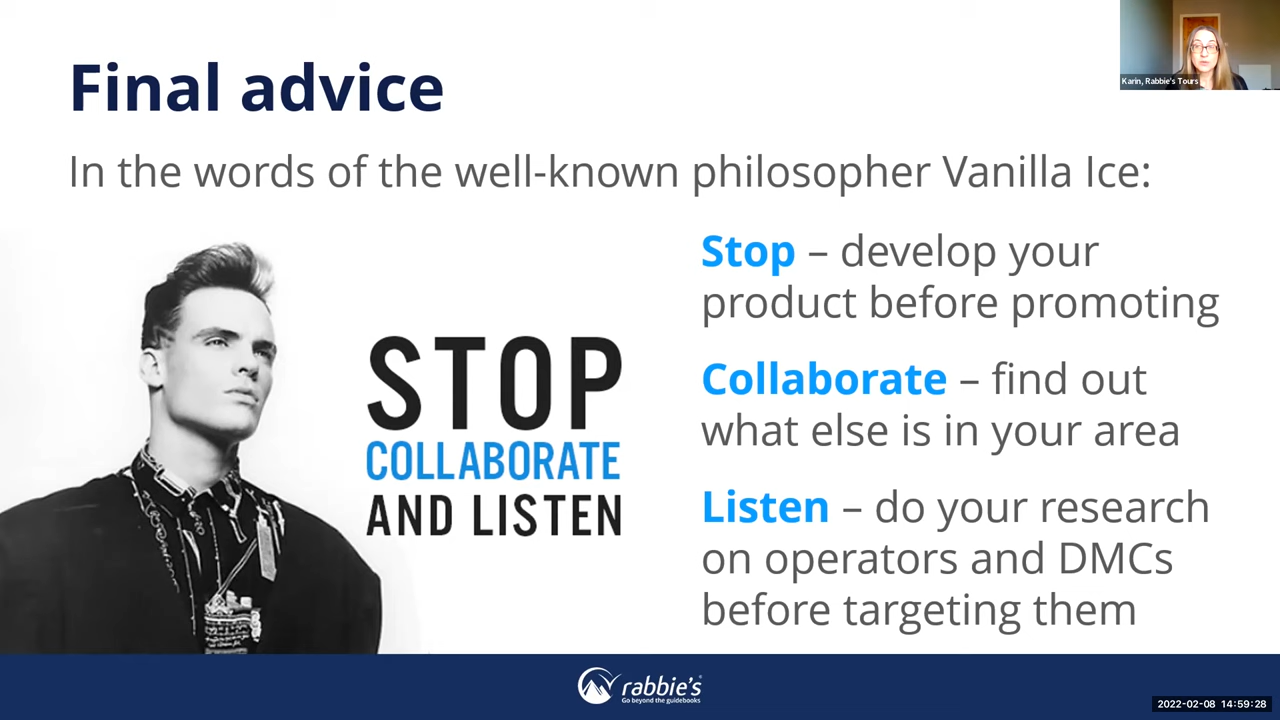 Final advice
Karin, Rabbie's Tours
In the words of the well-known philosopher Vanilla Ice:
STOP
COLLABORATE
AND LISTEN
Stop – develop your
product before promoting
Collaborate – find out
what else is in your area
Listen – do your research
on operators and DMCs
before targeting them
rabbie's
Go beyond the guidebooks
2022-02-08 14:59:28